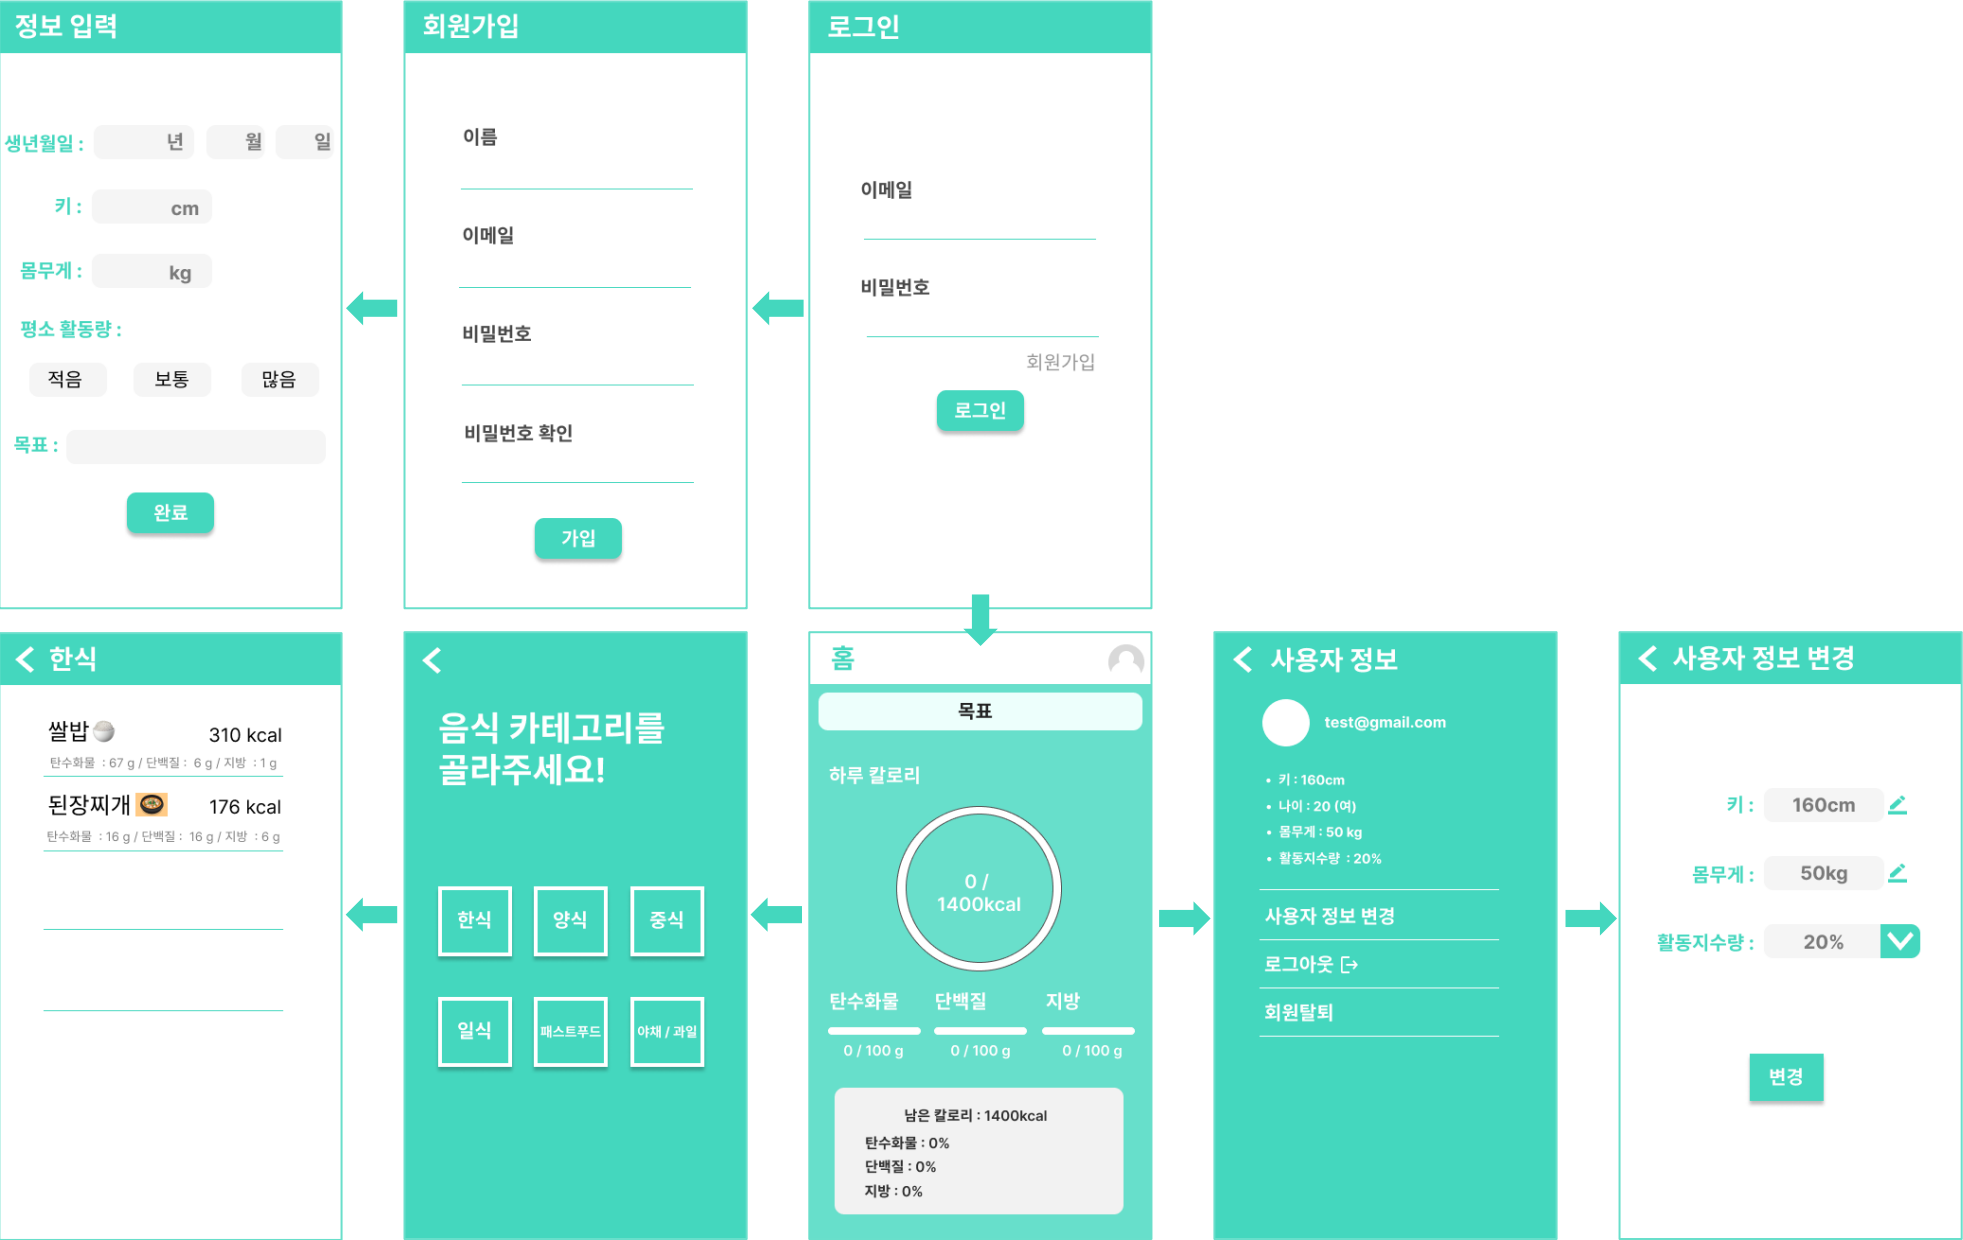 정보 입력
생년월일 : 년 월 일
키 : cm
몸무게 : kg
평소 활동량 :
적음 보통 많음
목표 :
완료
회원가입
이름
이메일
비밀번호
비밀번호 확인
가입
로그인
이메일
비밀번호
회원가입
로그인
한식
쌀밥 310 kcal
탄수화물 : 67 g / 단백질 : 6 g / 지방 : 1 g
된장찌개 176 kcal
탄수화물 : 16 g / 단백질 : 16 g / 지방 : 6 g
음식 카테고리를
골라주세요!
한식 양식 중식
일식 패스트푸드 야채 / 과일
홈
목표
하루 칼로리
0 /
1400kcal
탄수화물 단백질 지방
0 / 100 g 0 / 100 g 0 / 100 g
남은 칼로리 : 1400kcal
탄수화물 : 0%
단백질 : 0%
지방 : 0%
사용자 정보
test@gmail.com
• 키 : 160cm
• 나이 : 20 (여)
• 몸무게 : 50 kg
• 활동지수량 : 20%
사용자 정보 변경
로그아웃
회원탈퇴
사용자 정보 변경
키 : 160cm
몸무게 : 50kg
활동지수량 : 20%
변경